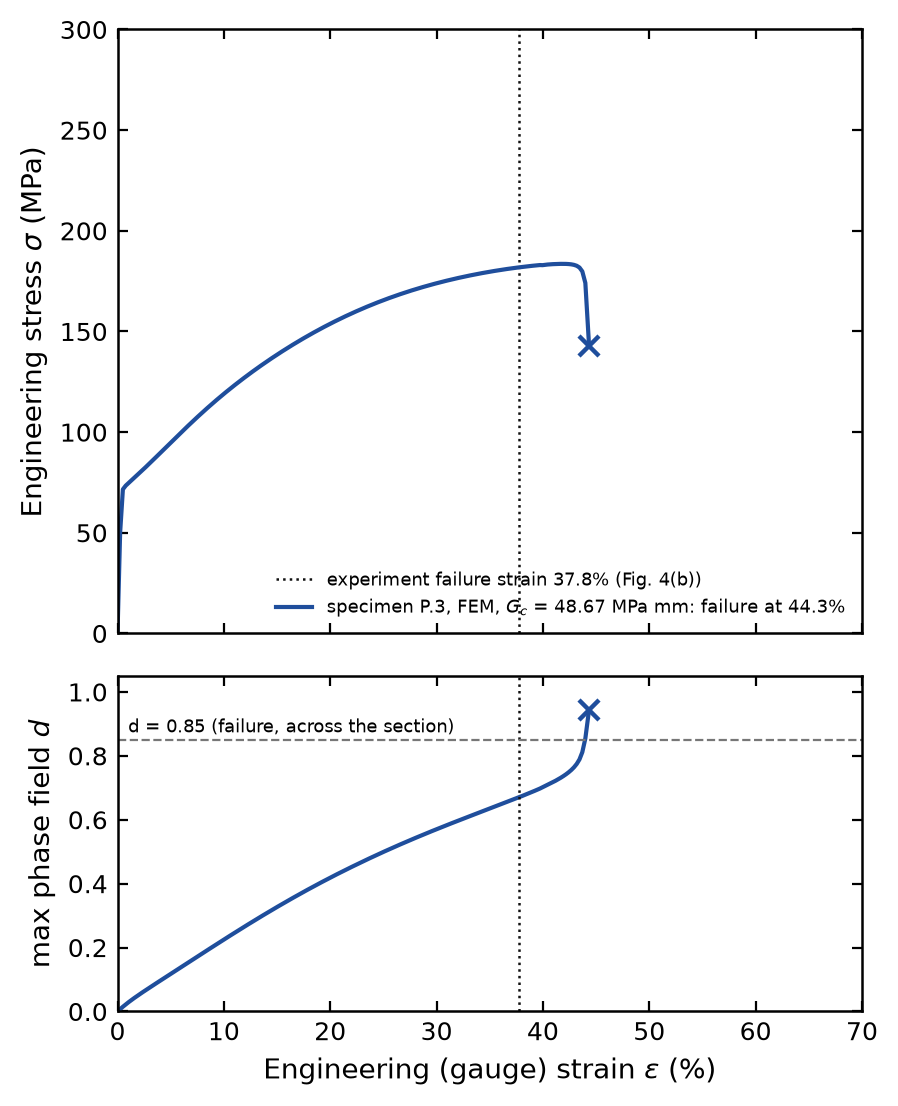 300
250
200
150
100
50
0
Engineering stress σ (MPa)
experiment failure strain 37.8% (Fig. 4(b))
specimen P.3, FEM, G_c = 48.67 MPa mm: failure at 44.3%
1.0
0.8
0.6
0.4
0.2
0.0
max phase field d
d = 0.85 (failure, across the section)
0 10 20 30 40 50 60 70
Engineering (gauge) strain ε (%)